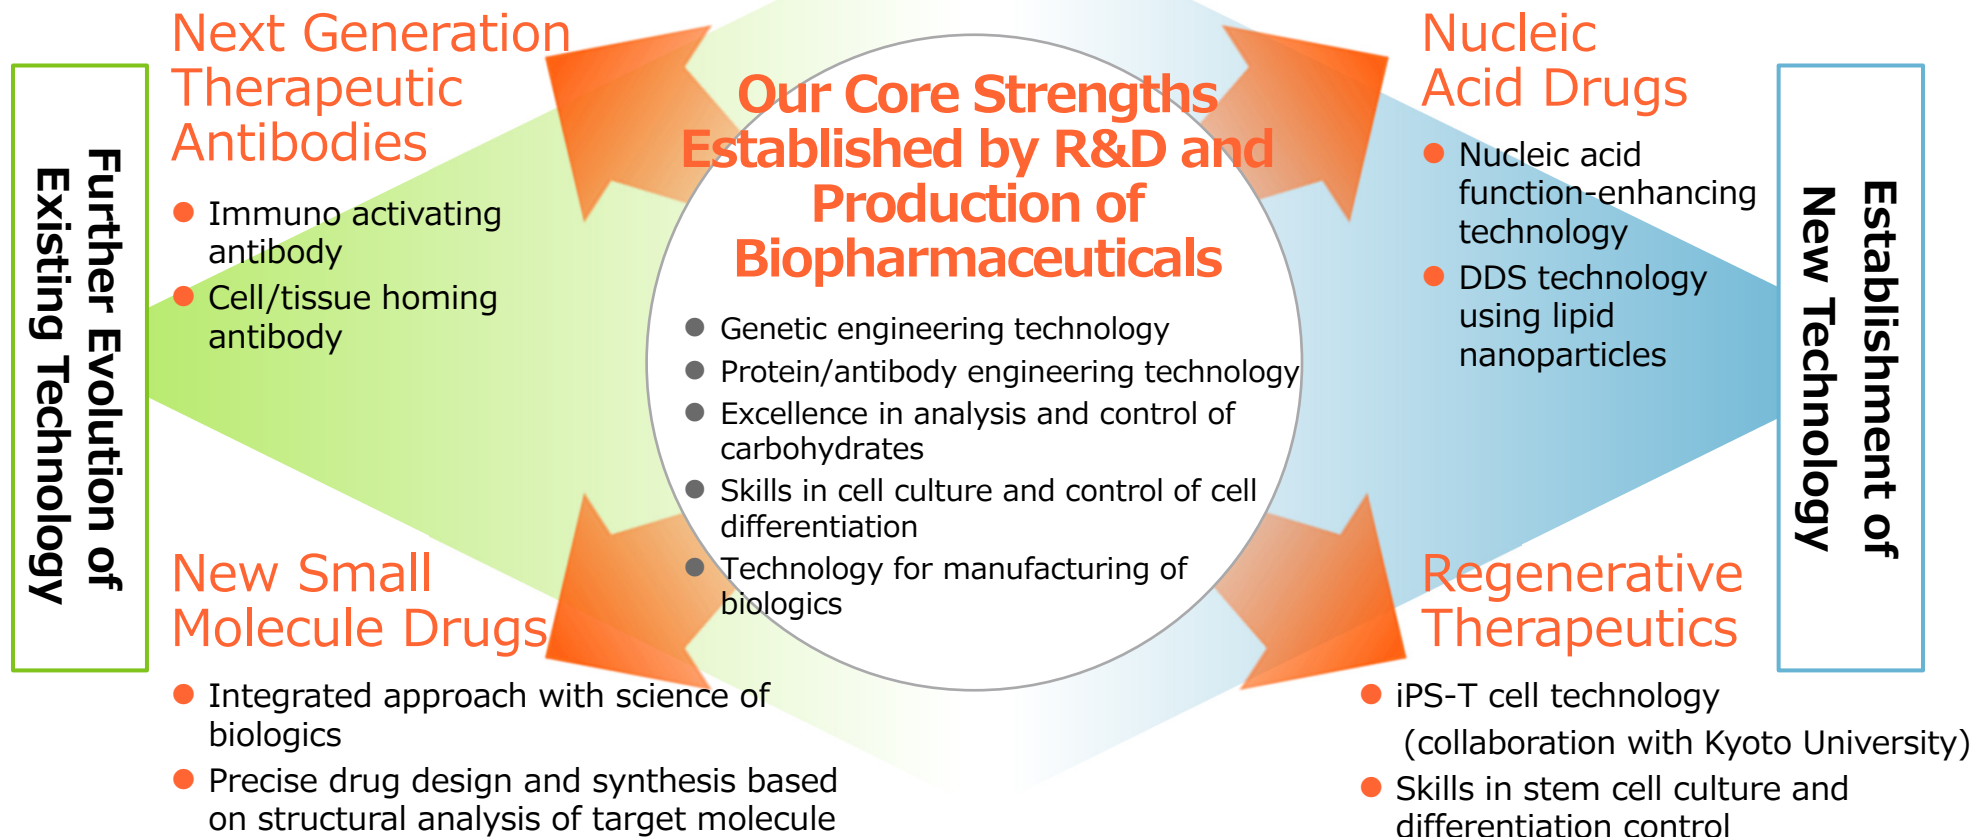 Further Evolution of
Existing Technology
Next Generation
Therapeutic
Antibodies
● Immuno activating
antibody
● Cell/tissue homing
antibody
New Small
Molecule Drugs
● Integrated approach with science of
biologics
● Precise drug design and synthesis based
on structural analysis of target molecule
Our Core Strengths
Established by R&D and
Production of
Biopharmaceuticals
● Genetic engineering technology
● Protein/antibody engineering technology
● Excellence in analysis and control of
carbohydrates
● Skills in cell culture and control of cell
differentiation
● Technology for manufacturing of
biologics
Nucleic
Acid Drugs
● Nucleic acid
function-enhancing
technology
● DDS technology
using lipid
nanoparticles
Regenerative
Therapeutics
● iPS-T cell technology
(collaboration with Kyoto University)
● Skills in stem cell culture and
differentiation control
Establishment of
New Technology